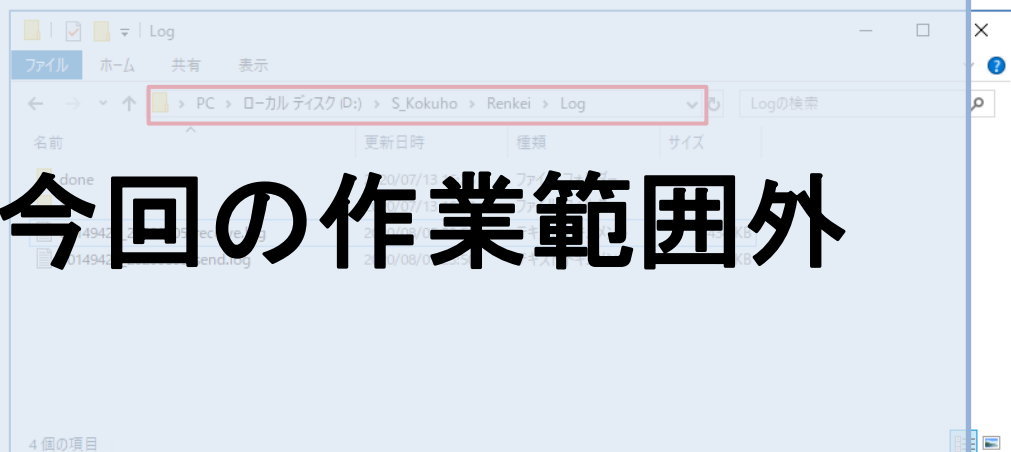 Log
ファイル ホーム 共有 表示
PC > ローカル ディスク (D:) > S_Kokuho > Renkei > Log Logの検索
名前 更新日時 種類 サイズ
done
今回の作業範囲外
send.log
4 個の項目